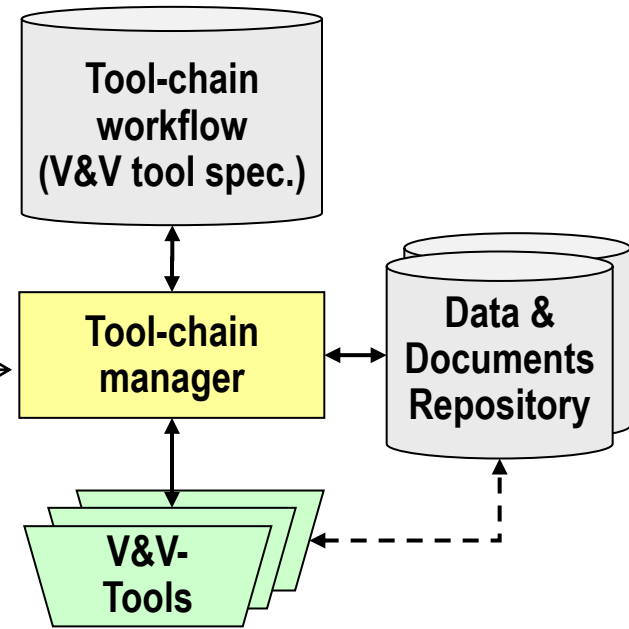 Tool-chain
workflow
(V&V tool spec.)
Tool-chain
manager
Data &
Documents
Repository
V&V-
Tools